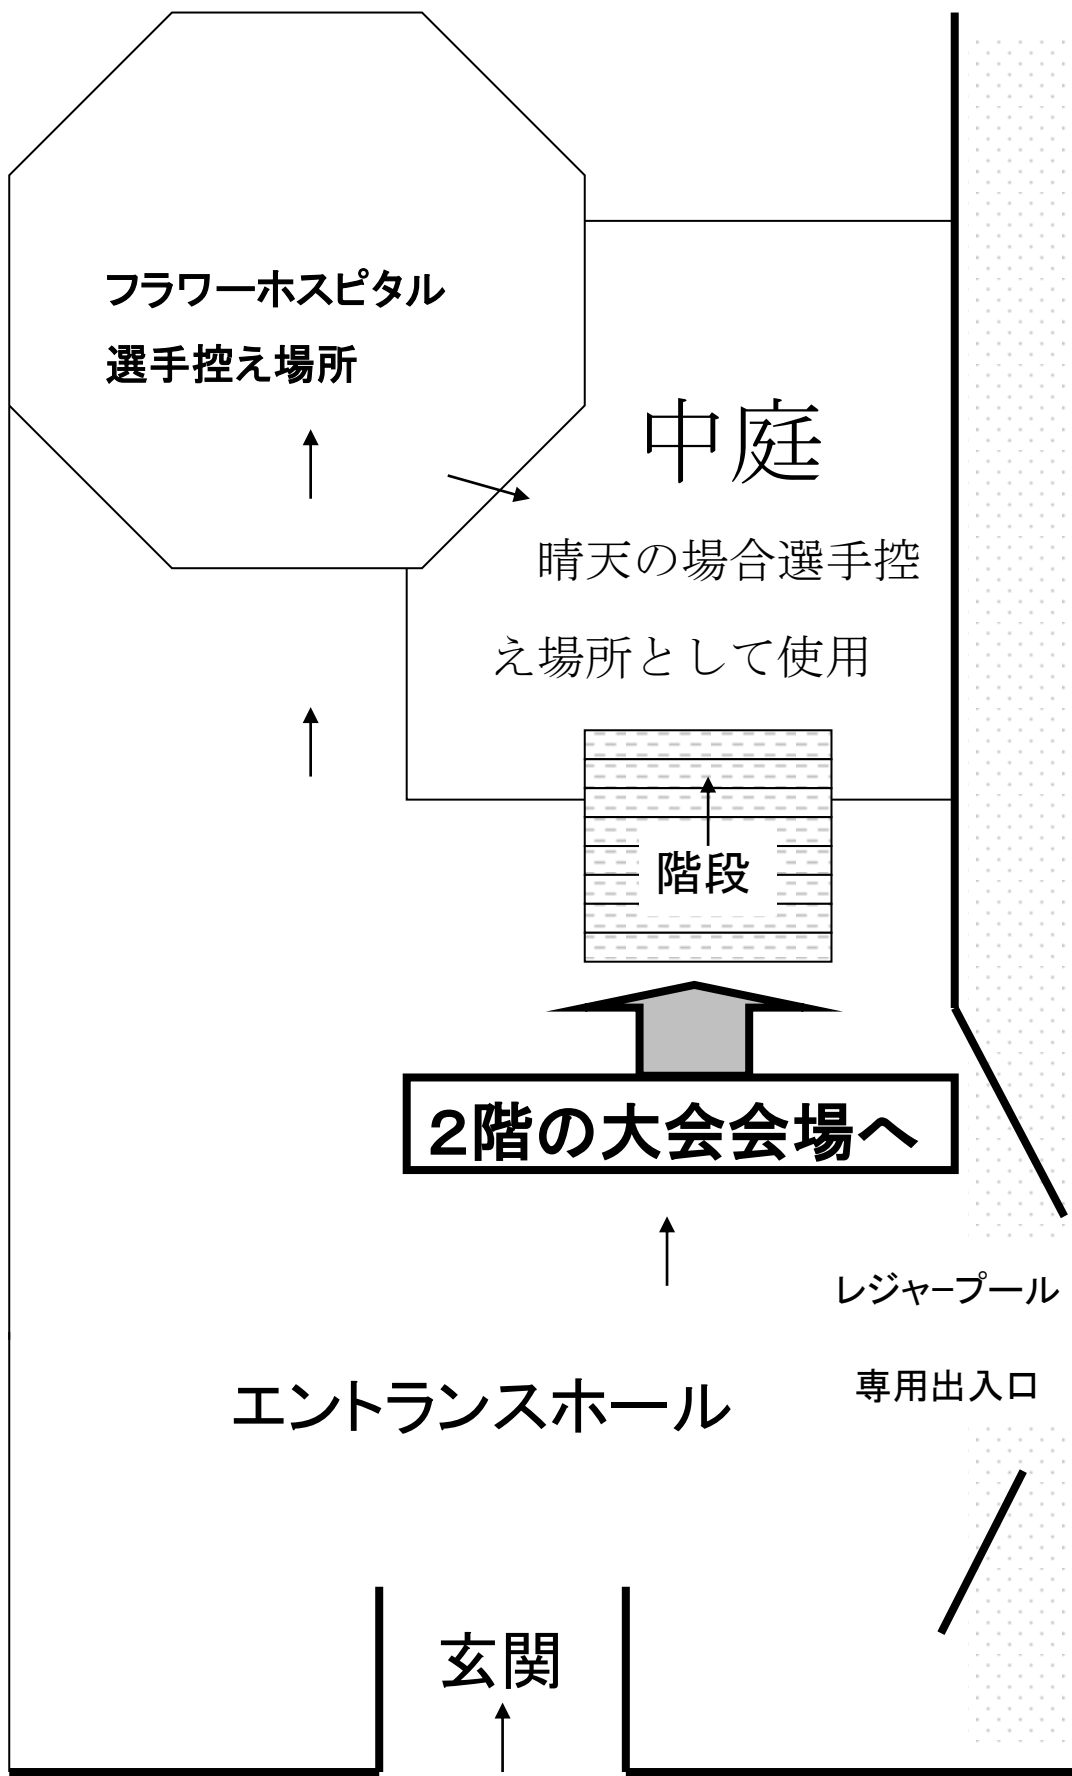 フラワーホスピタル
選手控え場所
中庭
晴天の場合選手控
え場所として使用
階段
２階の大会会場へ
レジャープール
専用出入口
エントランスホール
玄関